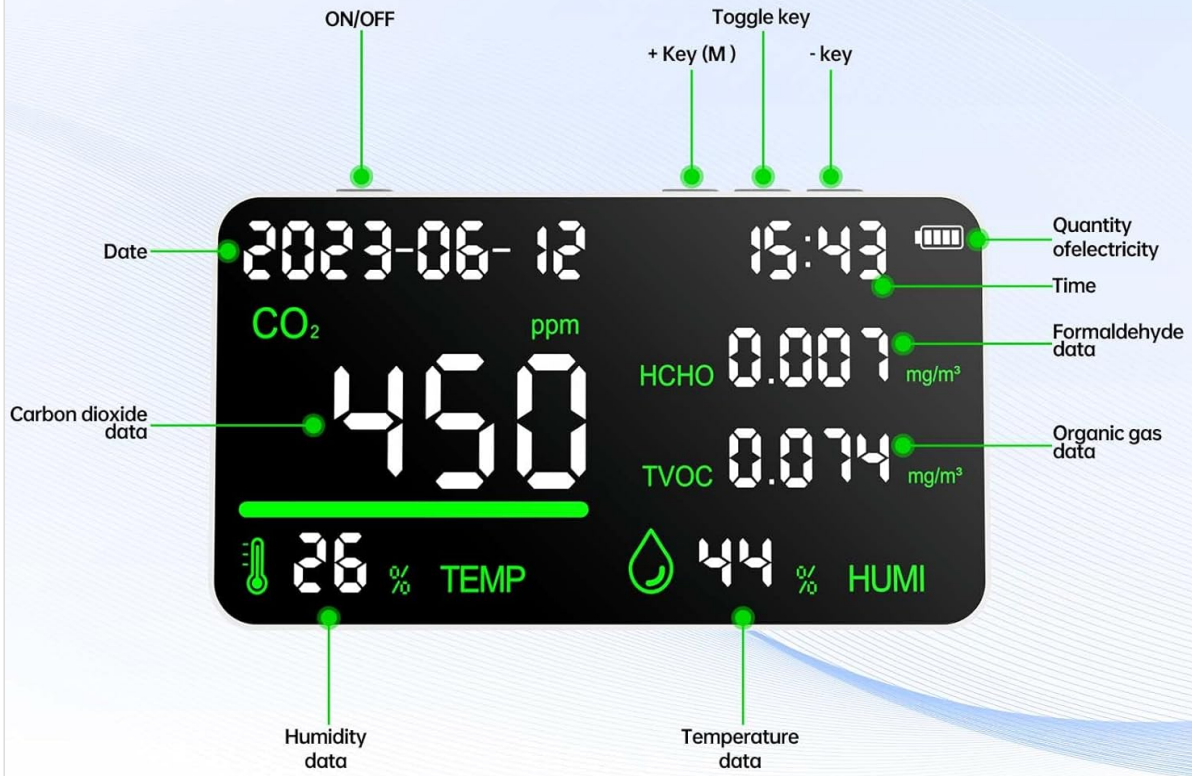 ON/OFF
Toggle key
+ Key (M )
- key
Date
2023-06-12
15:43
Quantity
ofelectricity
Time
CO₂
ppm
450
Carbon dioxide
data
HCHO
0.007
mg/m³
Formaldehyde
data
TVOC
0.074
mg/m³
Organic gas
data
26
%
TEMP
44
%
HUMI
Humidity
data
Temperature
data